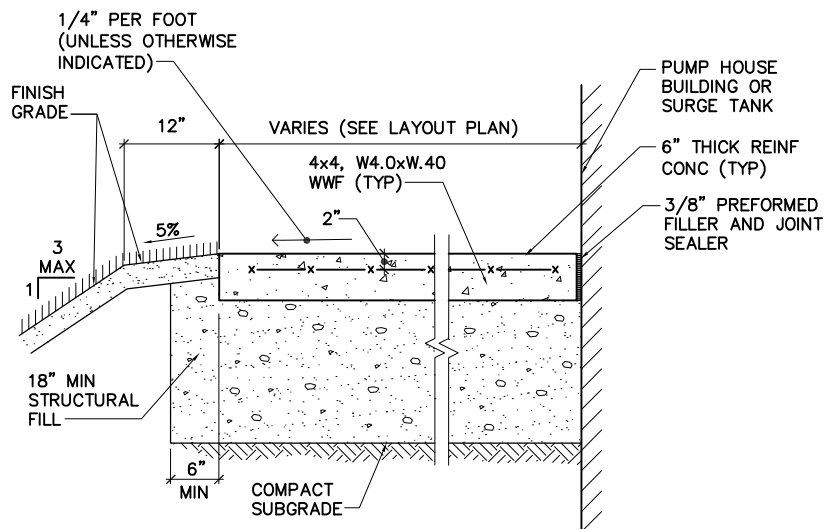 1/4" PER FOOT
(UNLESS OTHERWISE
INDICATED)
FINISH
GRADE
12"
VARIES (SEE LAYOUT PLAN)
PUMP HOUSE
BUILDING OR
SURGE TANK
4x4, W4.0xW.40
WWF (TYP)
6" THICK REINF
CONC (TYP)
3/8" PREFORMED
FILLER AND JOINT
SEALER
5%
2"
3
MAX
1
18" MIN
STRUCTURAL
FILL
6"
MIN
COMPACT
SUBGRADE